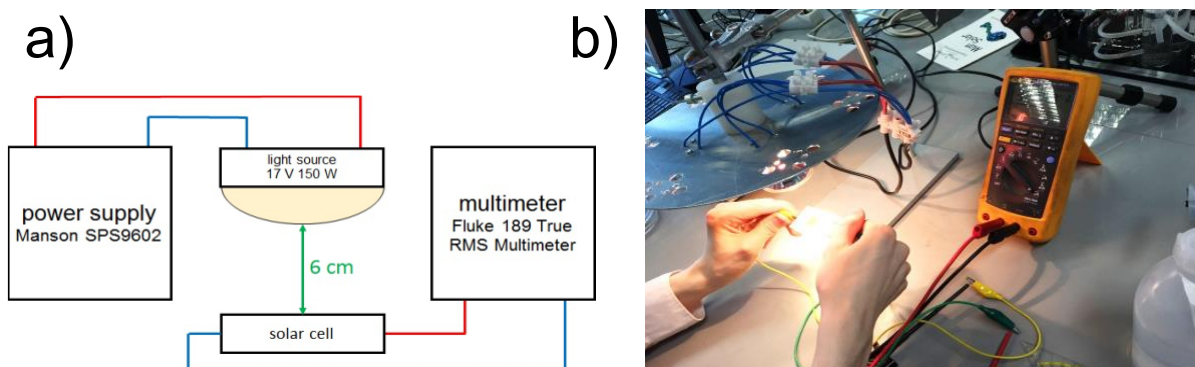 a)
b)
light source
17 V 150 W
power supply
Manson SPS9602
multimeter
Fluke 189 True
RMS Multimeter
6 cm
solar cell